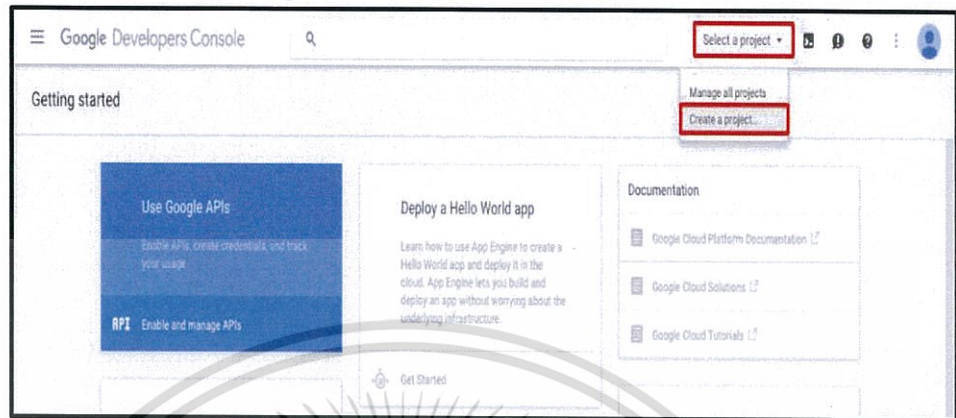 Google Developers Console
Select a project
Getting started
Manage all projects
Create a project...
Use Google APIs
Enable APIs, create credentials, and track
your usage
API Enable and manage APIs
Deploy a Hello World app
Learn how to use App Engine to create a
Hello World app and deploy it in the
cloud. App Engine lets you build and
deploy an app without worrying about the
underlying infrastructure.
Get Started
Documentation
Google Cloud Platform Documentation
Google Cloud Solutions
Google Cloud Tutorials